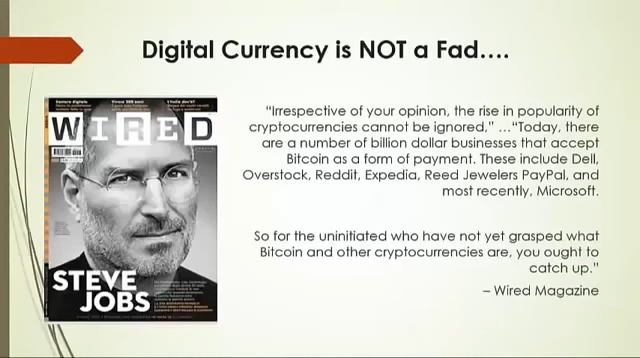 Digital Currency is NOT a Fad….
WIRED
STEVE
JOBS
“Irrespective of your opinion, the rise in popularity of
cryptocurrencies cannot be ignored,” …“Today, there
are a number of billion dollar businesses that accept
Bitcoin as a form of payment. These include Dell,
Overstock, Reddit, Expedia, Reed Jewelers PayPal, and
most recently, Microsoft.
So for the uninitiated who have not yet grasped what
Bitcoin and other cryptocurrencies are, you ought to
catch up.”
– Wired Magazine